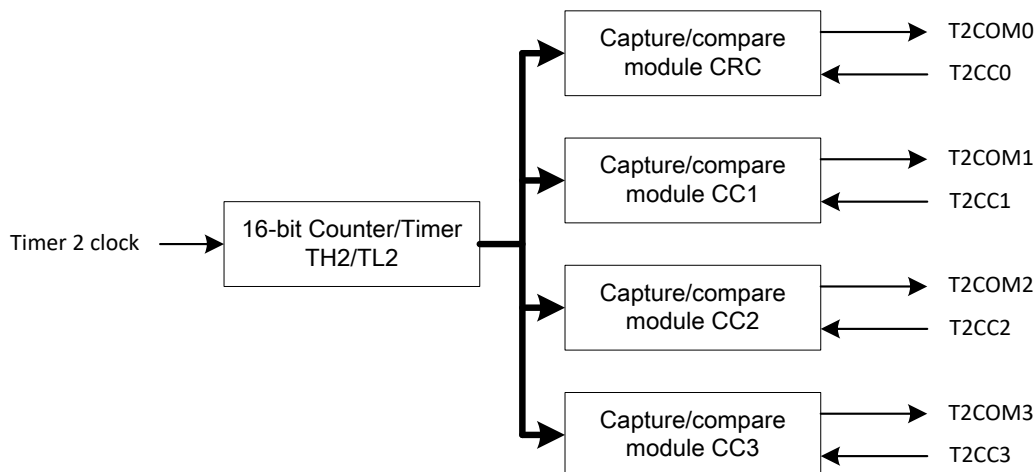 Capture/compare
module CRC
T2COM0
T2CC0
Capture/compare
module CC1
T2COM1
T2CC1
Timer 2 clock
16-bit Counter/Timer
TH2/TL2
Capture/compare
module CC2
T2COM2
T2CC2
Capture/compare
module CC3
T2COM3
T2CC3